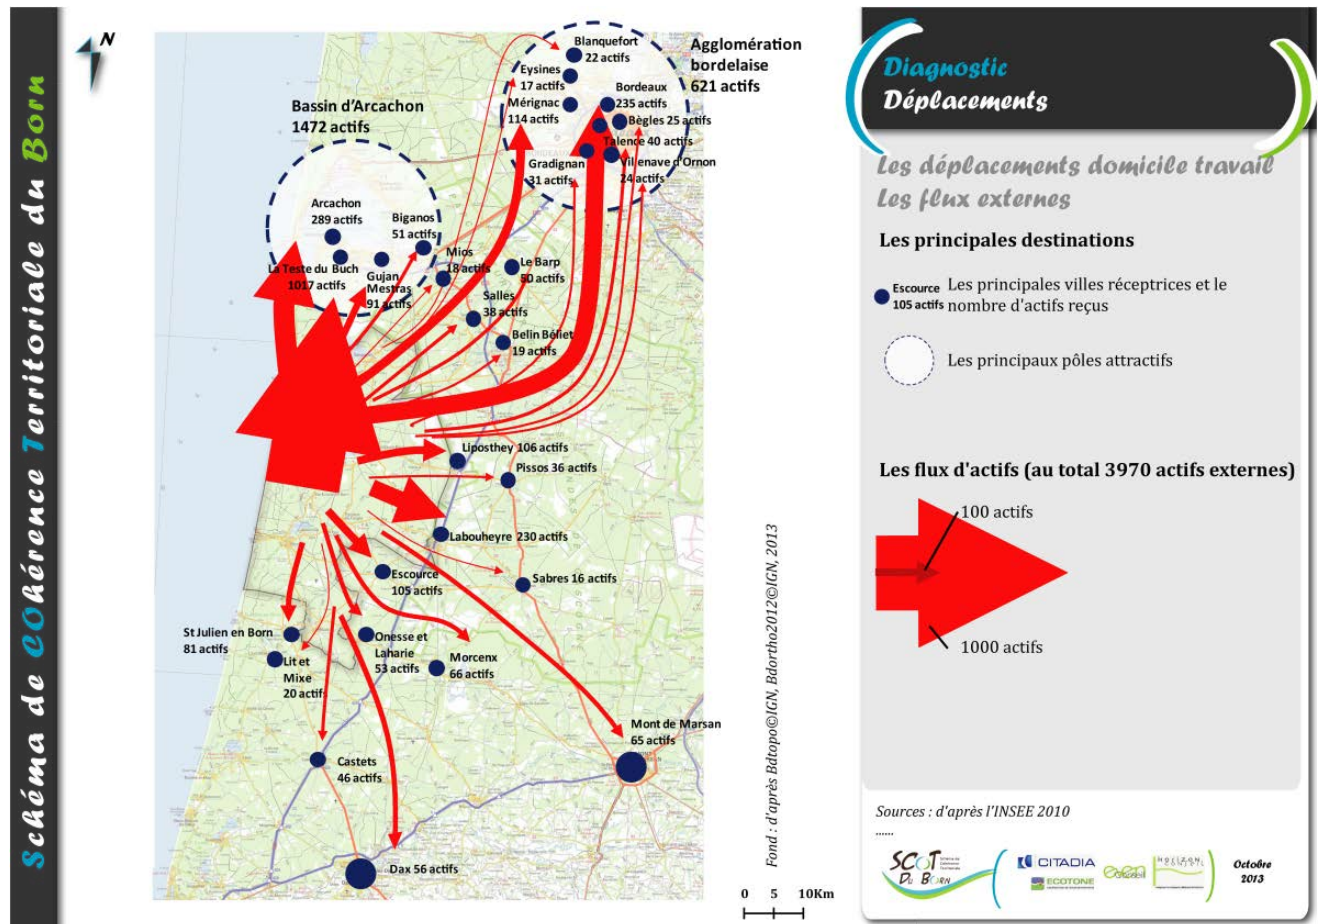 Schéma de COhérence Territoriale du Born
N
Bassin d'Arcachon
1472 actifs
Arcachon
289 actifs
Biganos
51 actifs
La Teste du Buch
1017 actifs
Gujan
Mestras
91 actifs
Agglomération
bordelaise
621 actifs
Blanquefort
22 actifs
Eysines
17 actifs
Bordeaux
235 actifs
Mérignac
114 actifs
Bègles 25 actifs
Talence 40 actifs
Gradignan
31 actifs
Villenave d'Ornon
24 actifs
Mios
18 actifs
Le Barp
50 actifs
Salles
38 actifs
Belin Béliet
19 actifs
Liposthey 106 actifs
Pissos 36 actifs
Labouheyre 230 actifs
Escource
105 actifs
Sabres 16 actifs
St Julien en Born
81 actifs
Lit et
Mixe
20 actifs
Onesse et
Laharie
53 actifs
Morcenx
66 actifs
Mont de Marsan
65 actifs
Castets
46 actifs
Dax 56 actifs
Fond : d'après Bdtopo©IGN, Bdortho2012©IGN, 2013
0 5 10Km
Diagnostic
Déplacements
Les déplacements domicile travail
Les flux externes
Les principales destinations
Escource
105 actifs
Les principales villes réceptrices et le
nombre d'actifs reçus
Les principaux pôles attractifs
Les flux d'actifs (au total 3970 actifs externes)
100 actifs
1000 actifs
Sources : d'après l'INSEE 2010
......
SCOT
Du Born
CITADIA
ECOTONE
Octobre
2013